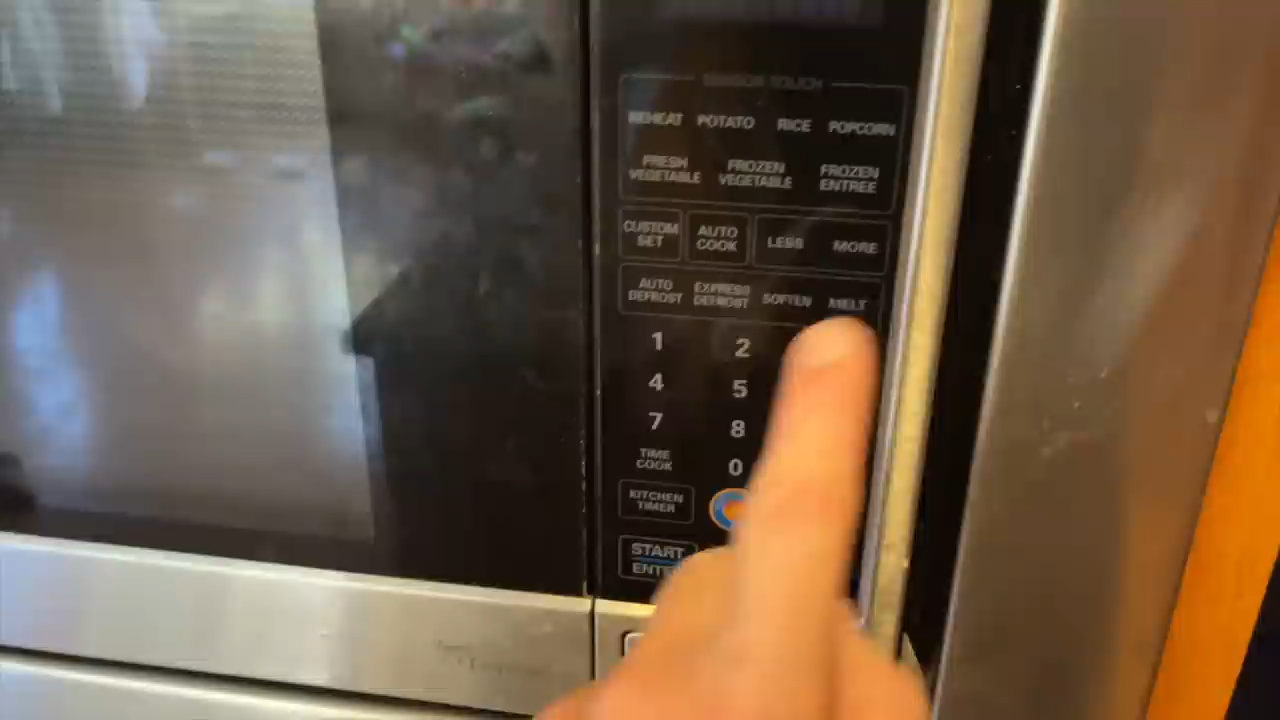 SENSOR TOUCH
REHEAT POTATO RICE POPCORN
FRESH VEGETABLE FROZEN VEGETABLE FROZEN ENTREE
CUSTOM SET AUTO COOK LESS MORE
AUTO DEFROST EXPRESS DEFROST SOFTEN MELT
1 2
4 5
7 8
TIME COOK 0
KITCHEN TIMER
START